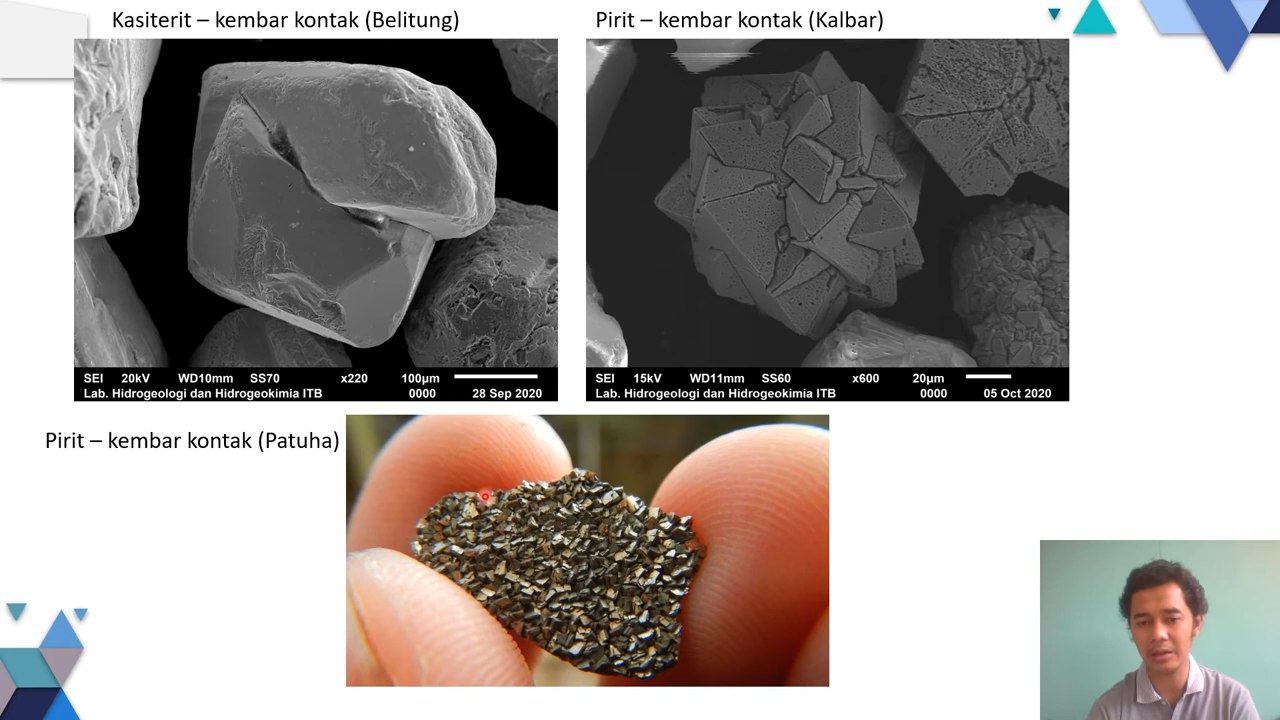 Kasiterit – kembar kontak (Belitung)
Pirit – kembar kontak (Kalbar)
SEI 20kV WD10mm SS70 x220 100µm
Lab. Hidrogeologi dan Hidrogeokimia ITB 0000 28 Sep 2020
SEI 15kV WD11mm SS60 x600 20µm
Lab. Hidrogeologi dan Hidrogeokimia ITB 0000 05 Oct 2020
Pirit – kembar kontak (Patuha)